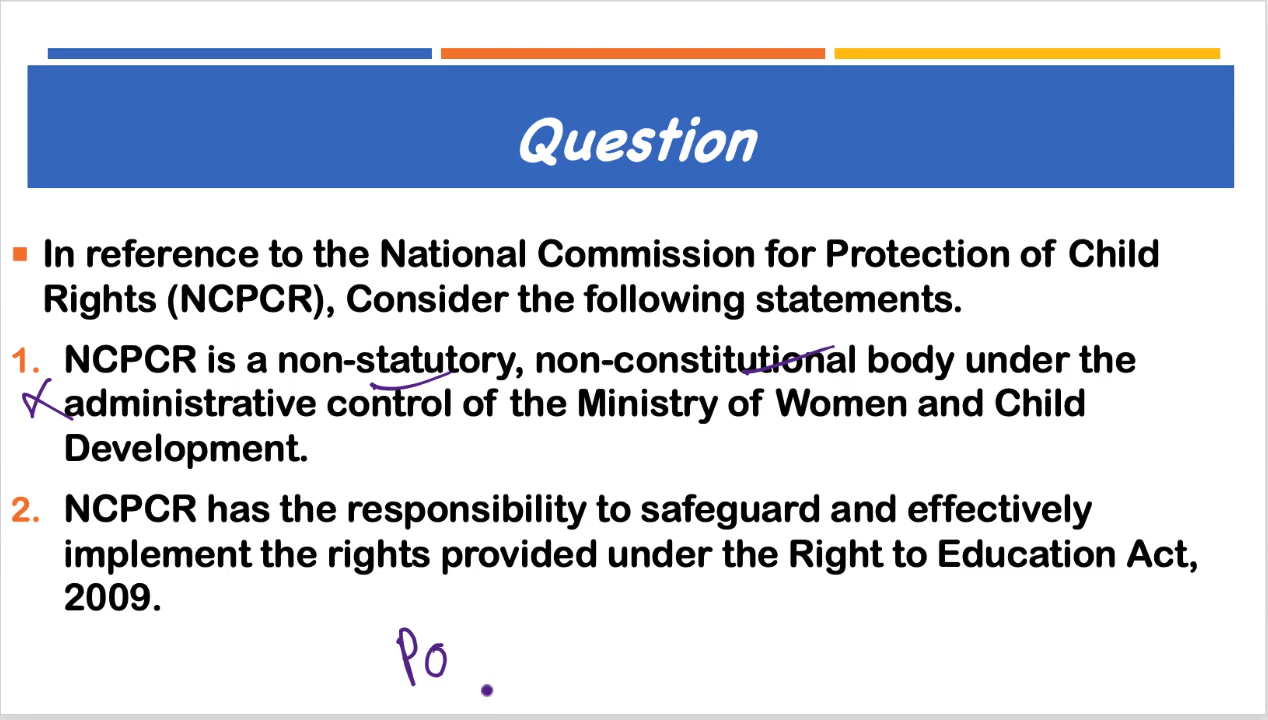 Question
In reference to the National Commission for Protection of Child
Rights (NCPCR), Consider the following statements.
1. NCPCR is a non-statutory, non-constitutional body under the
administrative control of the Ministry of Women and Child
Development.
2. NCPCR has the responsibility to safeguard and effectively
implement the rights provided under the Right to Education Act,
2009.
PO